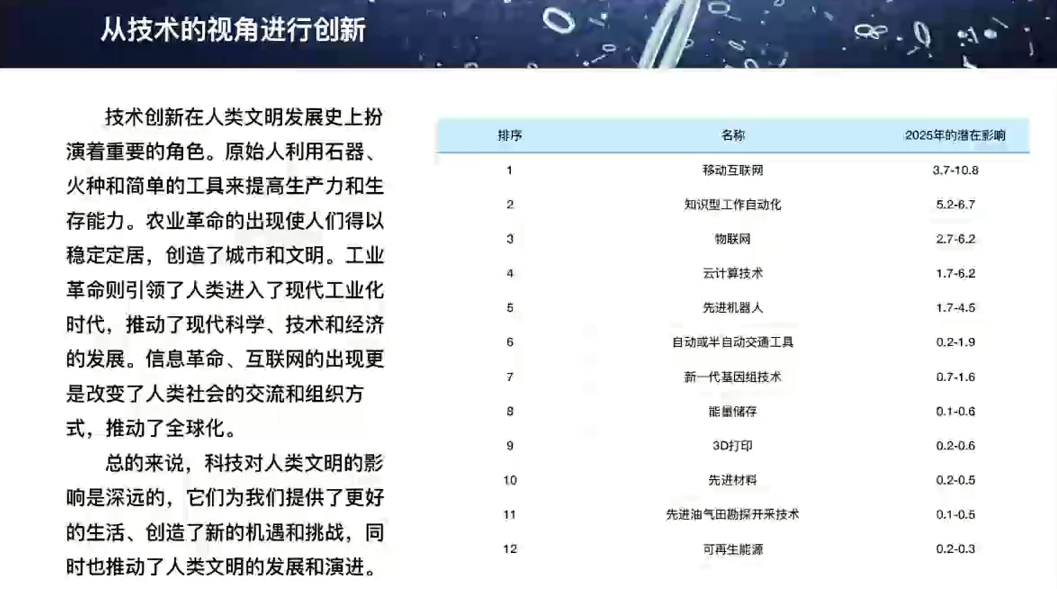 从技术的视角进行创新
技术创新在人类文明发展史上扮
演着重要的角色。原始人利用石器、
火种和简单的工具来提高生产力和生
存能力。农业革命的出现使人们得以
稳定定居，创造了城市和文明。工业
革命则引领了人类进入了现代工业化
时代，推动了现代科学、技术和经济
的发展。信息革命、互联网的出现更
是改变了人类社会的交流和组织方
式，推动了全球化。
总的来说，科技对人类文明的影
响是深远的，它们为我们提供了更好
的生活、创造了新的机遇和挑战，同
时也推动了人类文明的发展和演进。
排序 名称 2025年的潜在影响
1 移动互联网 3.7-10.8
2 知识型工作自动化 5.2-6.7
3 物联网 2.7-6.2
4 云计算技术 1.7-6.2
5 先进机器人 1.7-4.5
6 自动或半自动交通工具 0.2-1.9
7 新一代基因组技术 0.7-1.6
8 能量储存 0.1-0.6
9 3D打印 0.2-0.6
10 先进材料 0.2-0.5
11 先进油气田勘探开采技术 0.1-0.5
12 可再生能源 0.2-0.3